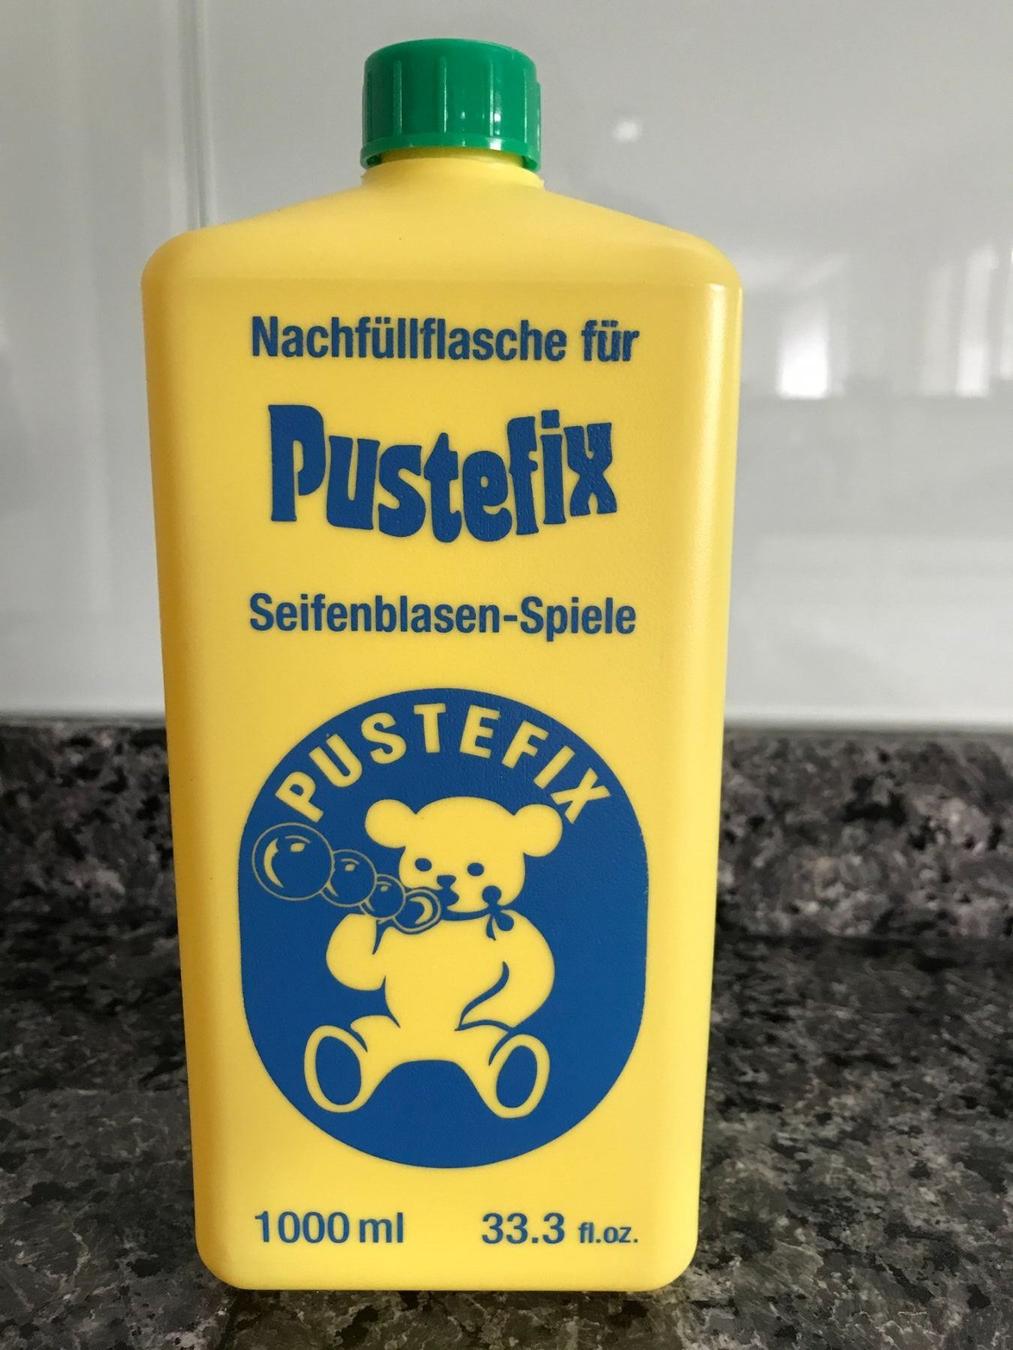 Nachfüllflasche für
Pustefix
Seifenblasen-Spiele
PUSTEFIX
1000 ml 33.3 fl.oz.